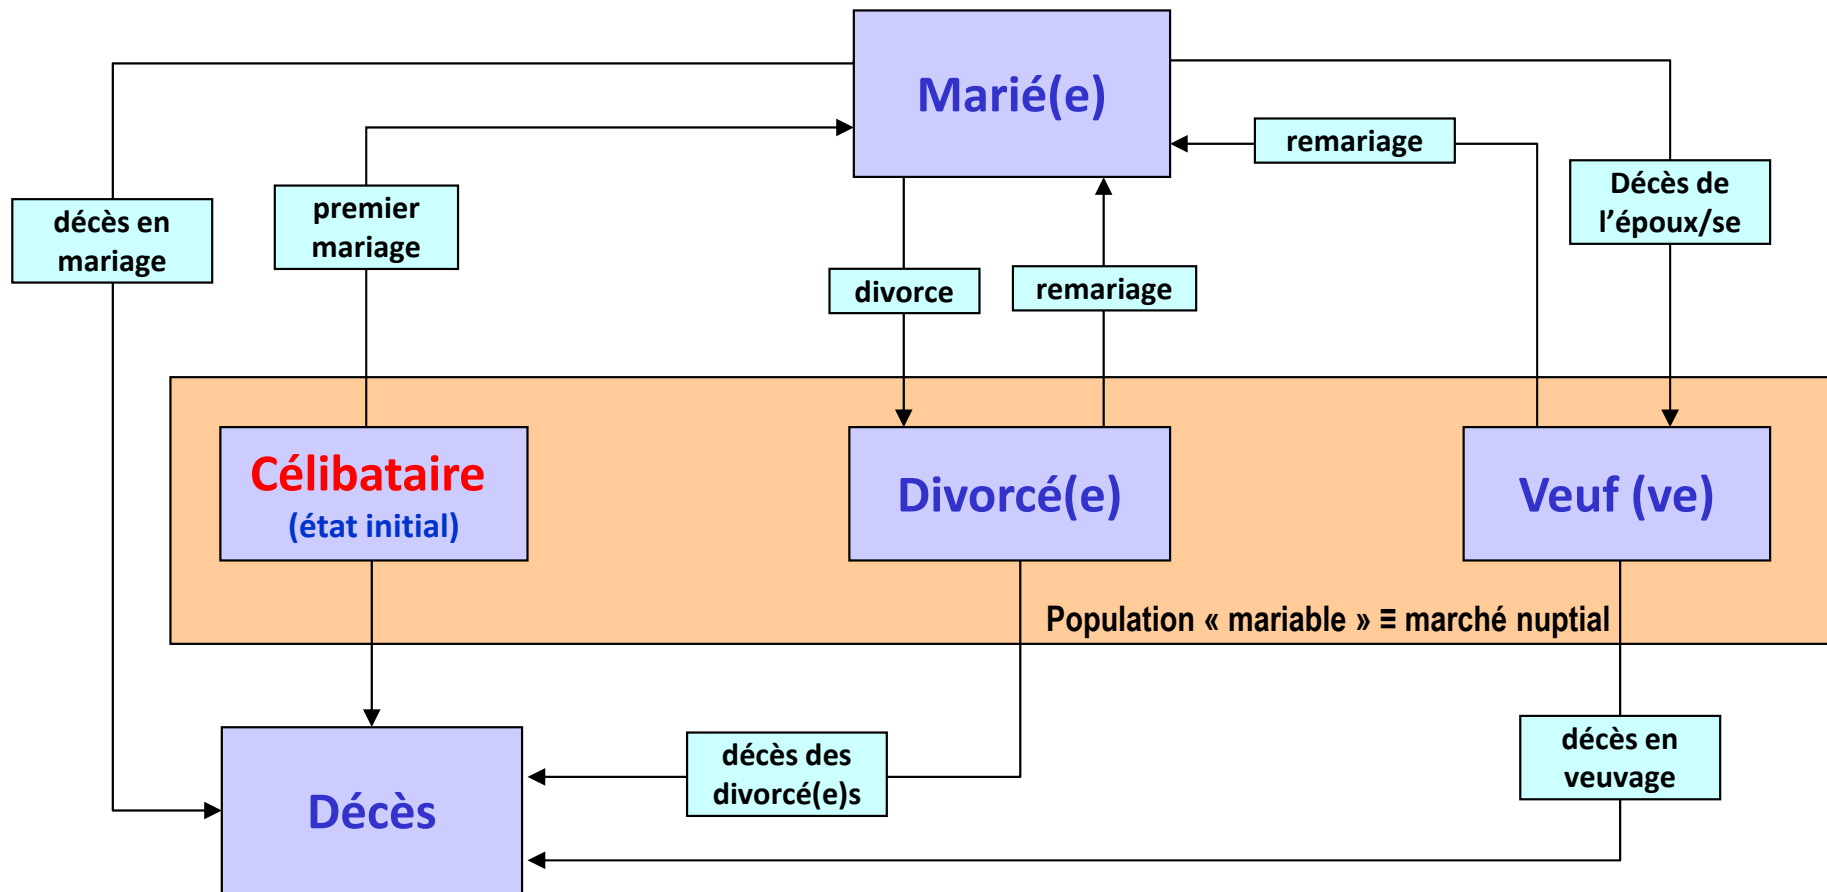 Marié(e)
remariage
Décès de
l'époux/se
premier
mariage
décès en
mariage
divorce
remariage
Célibataire
(état initial)
Divorcé(e)
Veuf (ve)
Population « mariable » ≡ marché nuptial
décès des
divorcé(e)s
décès en
veuvage
Décès